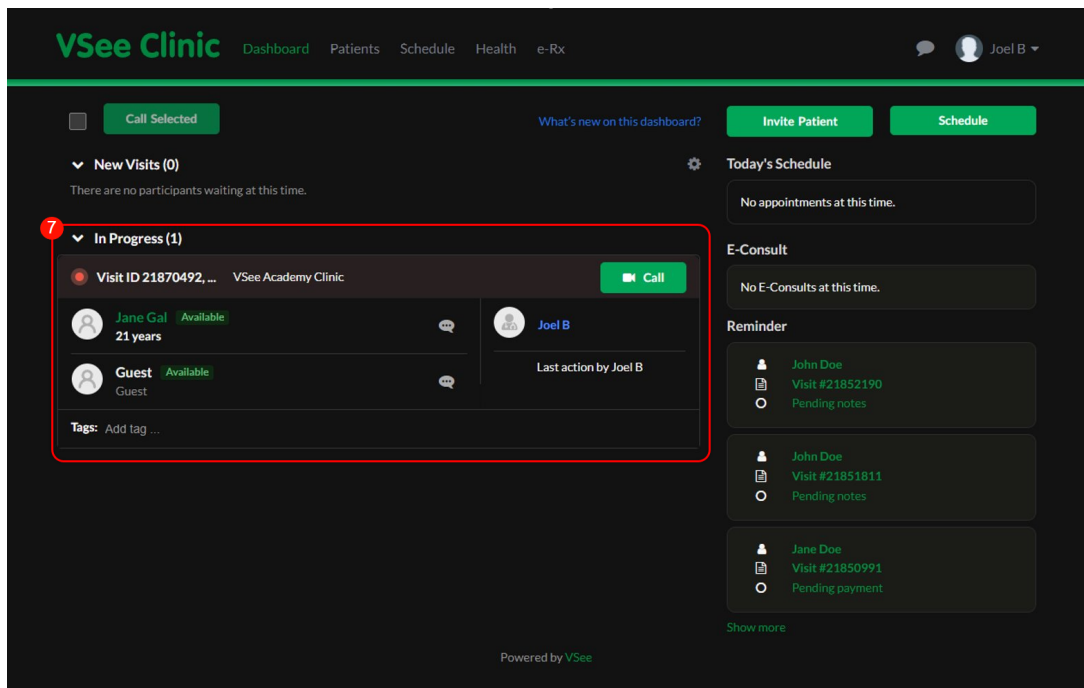 VSee Clinic Dashboard Patients Schedule Health e-Rx Joel B
Call Selected What's new on this dashboard? Invite Patient Schedule
New Visits (0)
There are no participants waiting at this time.
Today's Schedule
No appointments at this time.
7
In Progress (1)
Visit ID 21870492, ... VSee Academy Clinic Call
Jane Gal Available
21 years
Joel B
Last action by Joel B
Guest Available
Guest
Tags: Add tag ...
E-Consult
No E-Consults at this time.
Reminder
John Doe
Visit #21852190
Pending notes
John Doe
Visit #21851811
Pending notes
Jane Doe
Visit #21850991
Pending payment
Show more
Powered by VSee